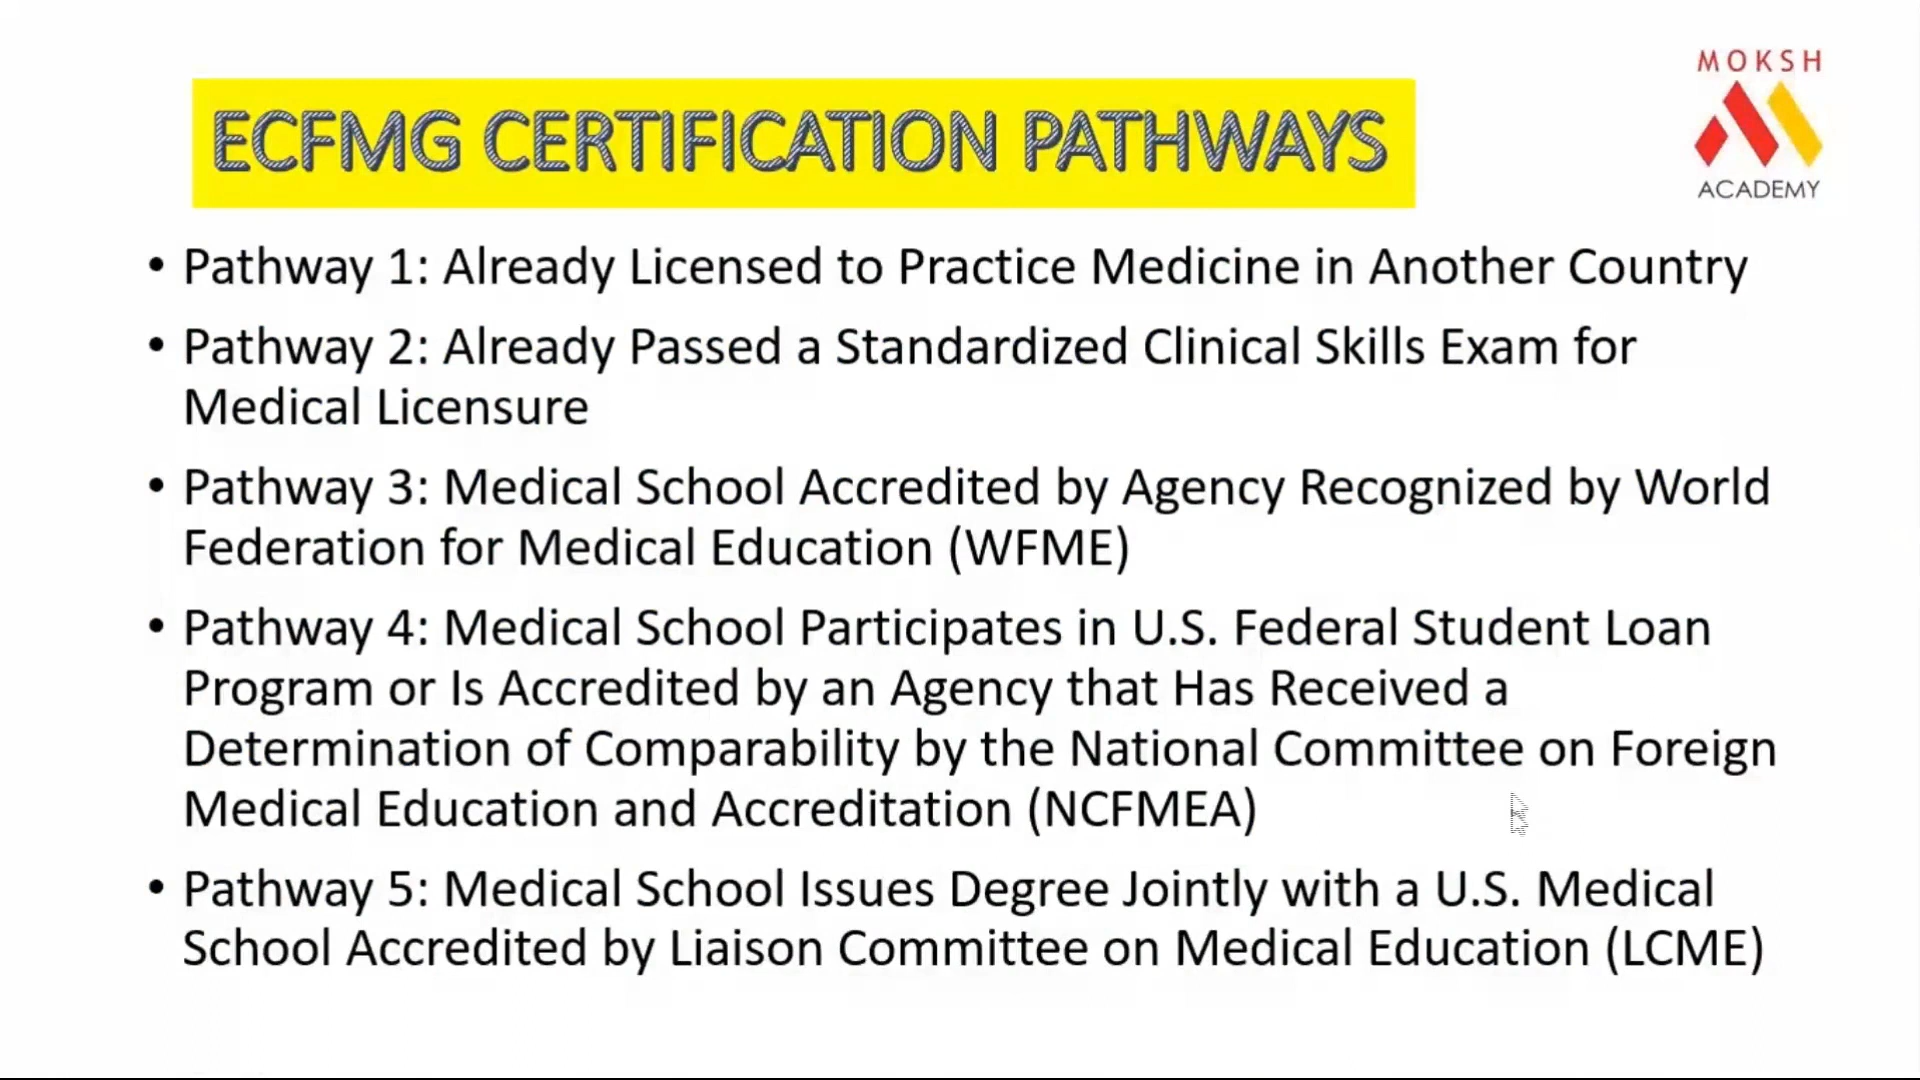 MOKSH
ACADEMY
ECFMG CERTIFICATION PATHWAYS
• Pathway 1: Already Licensed to Practice Medicine in Another Country
• Pathway 2: Already Passed a Standardized Clinical Skills Exam for
Medical Licensure
• Pathway 3: Medical School Accredited by Agency Recognized by World
Federation for Medical Education (WFME)
• Pathway 4: Medical School Participates in U.S. Federal Student Loan
Program or Is Accredited by an Agency that Has Received a
Determination of Comparability by the National Committee on Foreign
Medical Education and Accreditation (NCFMEA)
• Pathway 5: Medical School Issues Degree Jointly with a U.S. Medical
School Accredited by Liaison Committee on Medical Education (LCME)